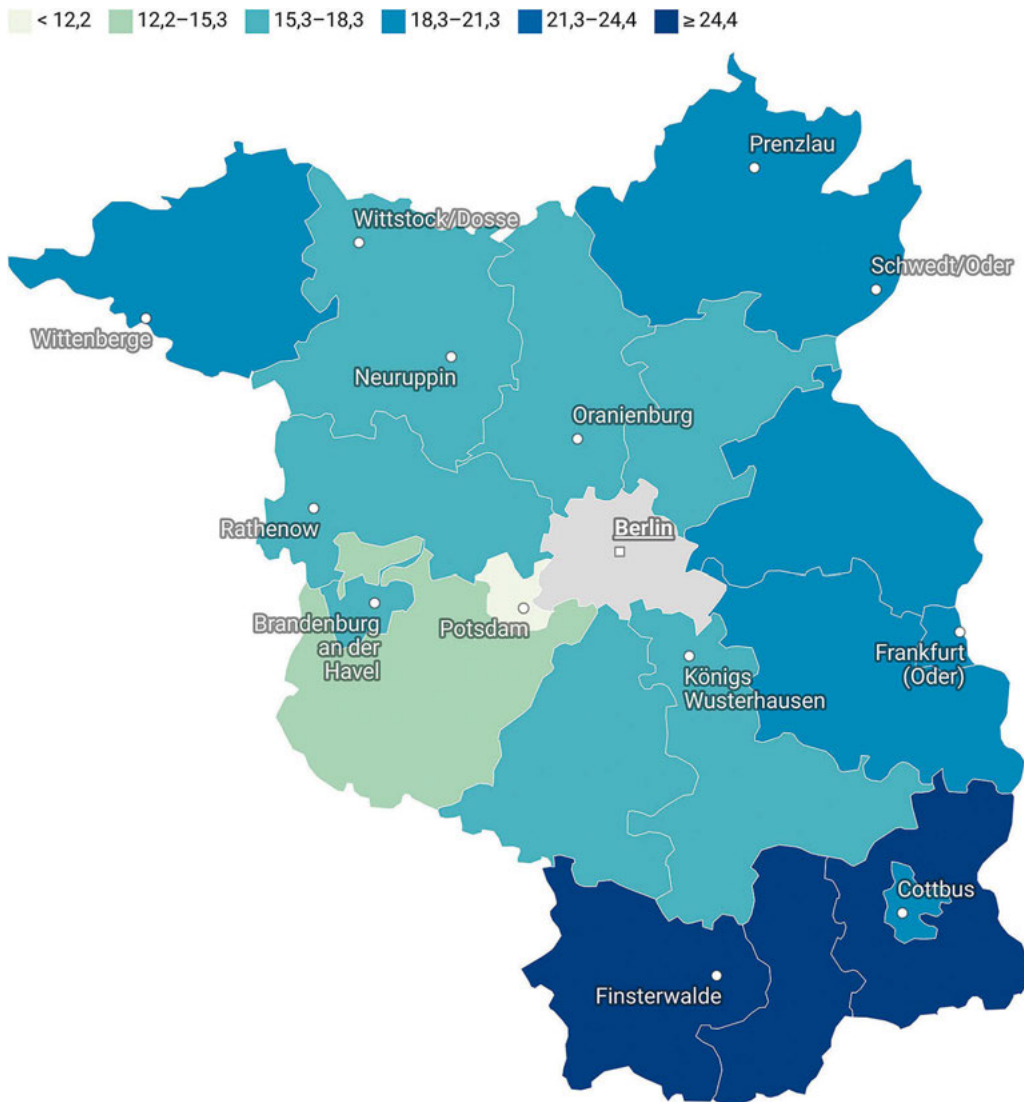 < 12,2 12,2–15,3 15,3–18,3 18,3–21,3 21,3–24,4 ≥ 24,4
Prenzlau
Wittstock/Dosse
Schwedt/Oder
Wittenberge
Neuruppin
Oranienburg
Rathenow
Berlin
Brandenburg
an der
Havel
Potsdam
Frankfurt
(Oder)
Königs
Wusterhausen
Cottbus
Finsterwalde